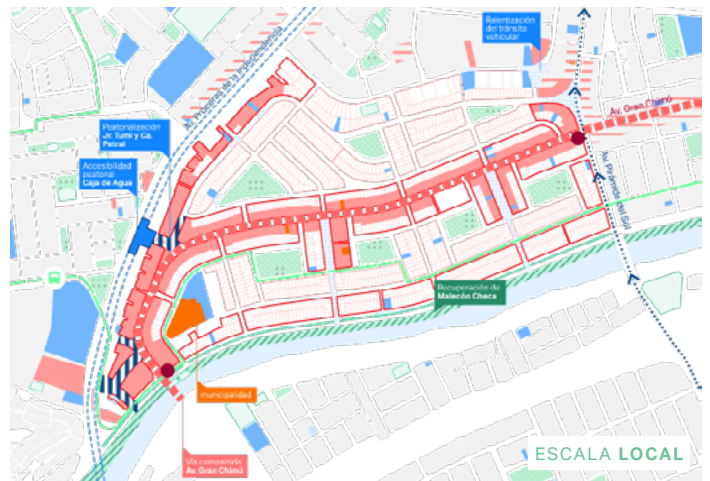 Ralentización
del tránsito
vehicular
Av. Próceres de la Independencia
Av. Gran Chimú
Peatonalización
Jr. Tumi y Ca.
Petral
Accesibilidad
peatonal
Caja de Agua
Av. Pirámide del Sol
Recuperación de
Malecón Checa
municipalidad
ESCALA LOCAL
Vía compartida
Av. Gran Chimú